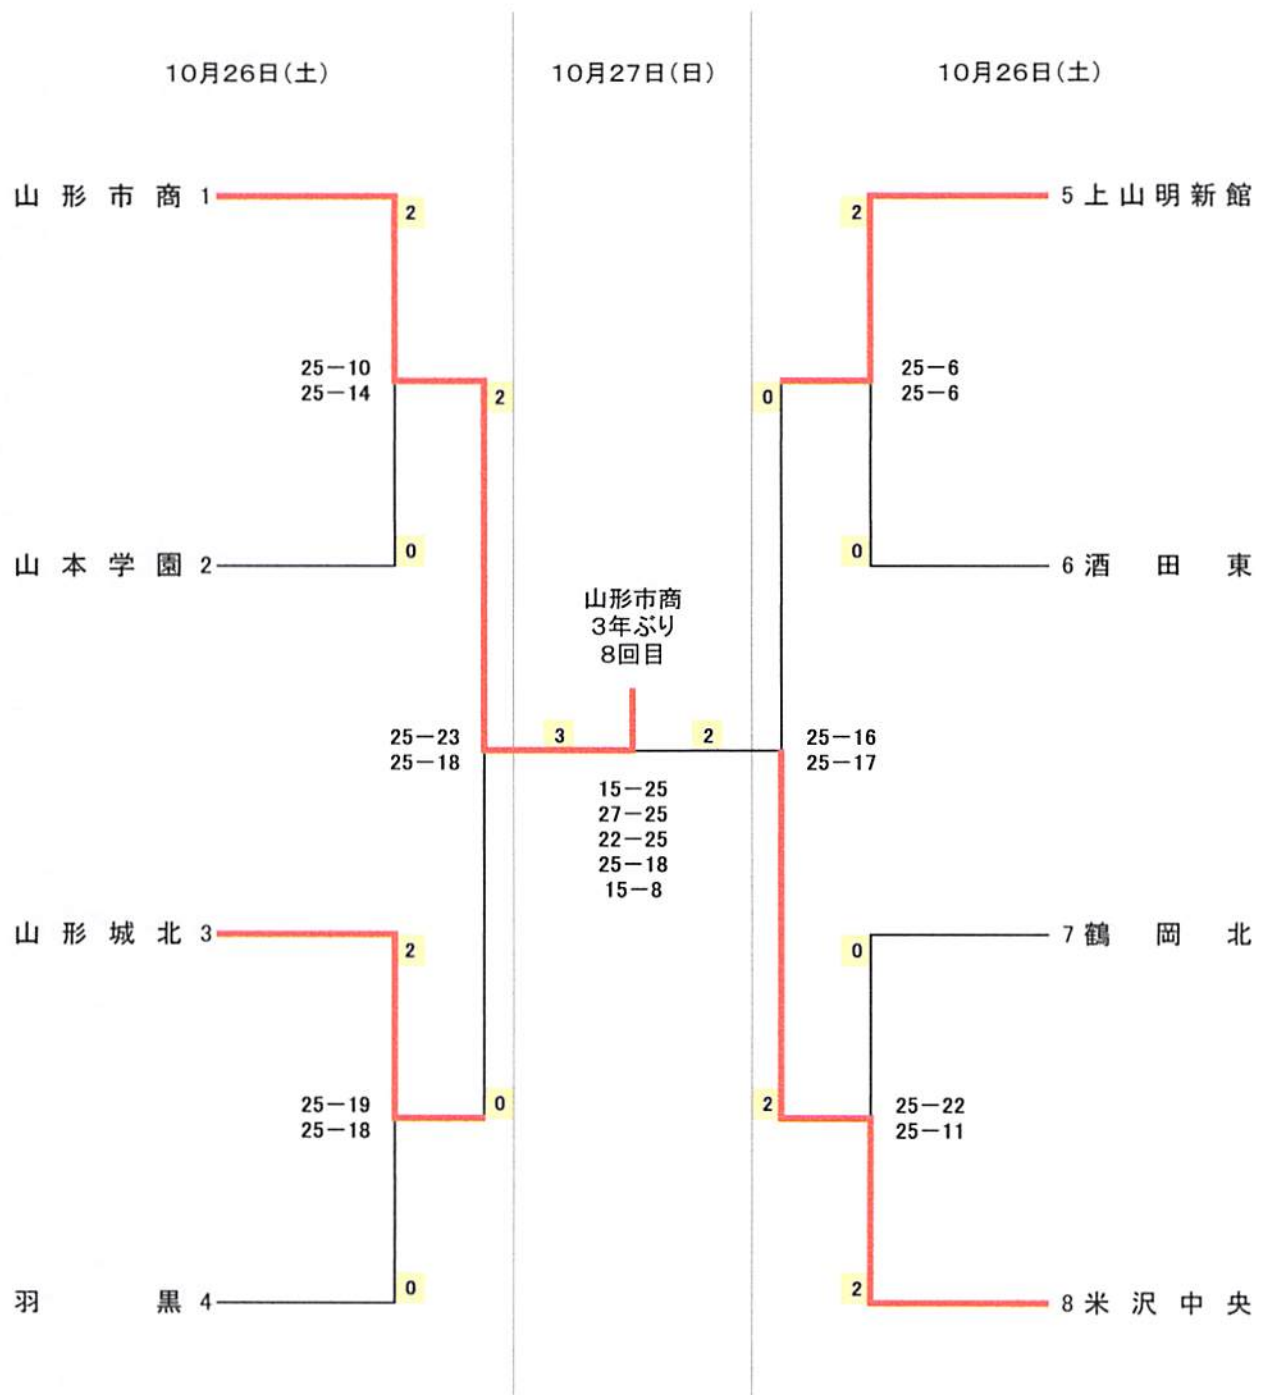 10月26日(土)
10月27日(日)
10月26日(土)
山形市商 1
2
2
5 上山明新館
25-10
25-14
2
0
25-6
25-6
山本学園 2
0
0
6 酒田東
山形市商
3年ぶり
8回目
25-23
25-18
3
2
25-16
25-17
15-25
27-25
22-25
25-18
15-8
山形城北 3
2
0
7 鶴岡北
25-19
25-18
0
2
25-22
25-11
羽黒 4
0
2
8 米沢中央